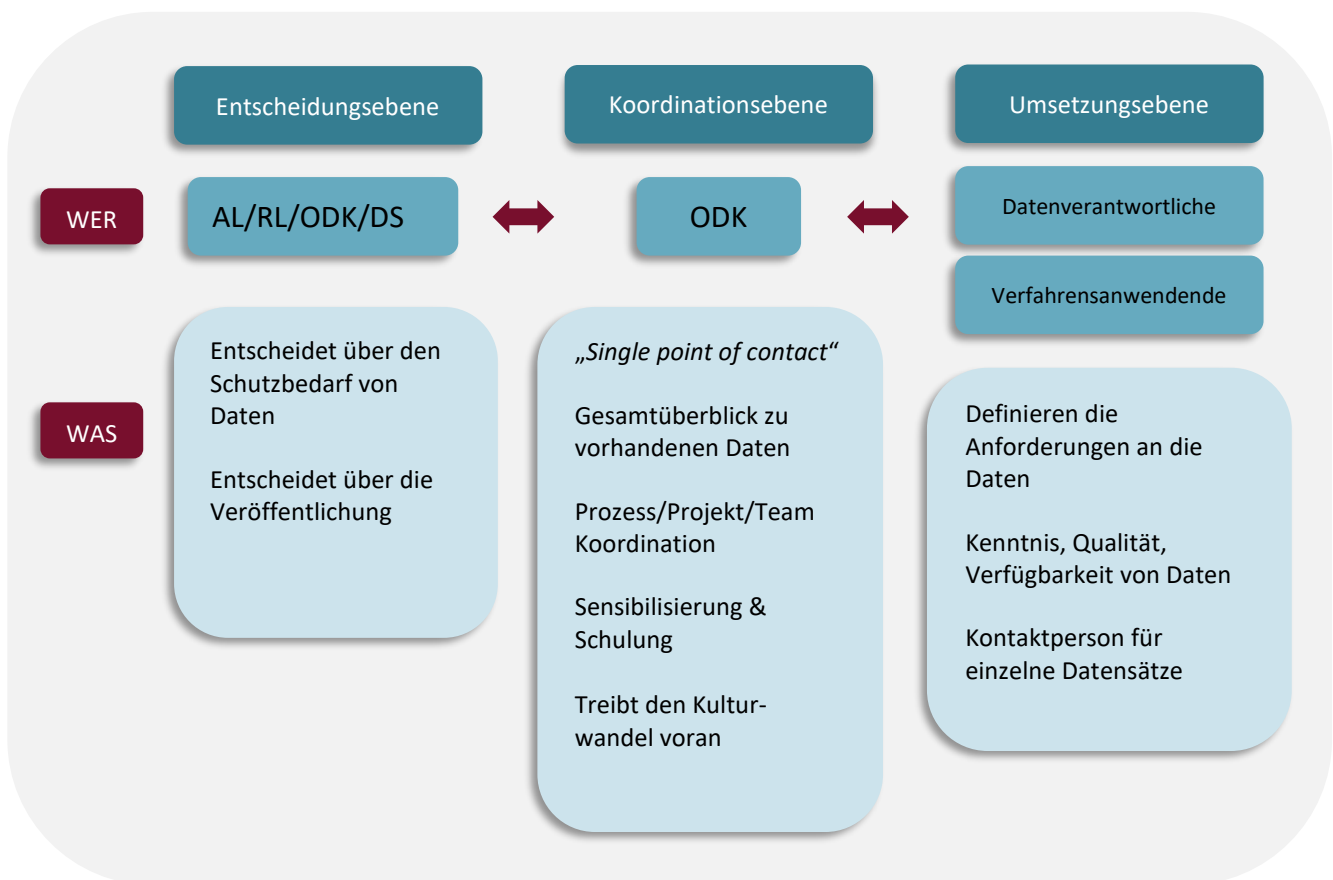 Entscheidungsebene
Koordinationsebene
Umsetzungsebene
WER
AL/RL/ODK/DS
ODK
Datenverantwortliche
Verfahrensanwendende
WAS
Entscheidet über den
Schutzbedarf von
Daten
Entscheidet über die
Veröffentlichung
„Single point of contact“
Gesamtüberblick zu
vorhandenen Daten
Prozess/Projekt/Team
Koordination
Sensibilisierung &
Schulung
Treibt den Kultur-
wandel voran
Definieren die
Anforderungen an die
Daten
Kenntnis, Qualität,
Verfügbarkeit von Daten
Kontaktperson für
einzelne Datensätze